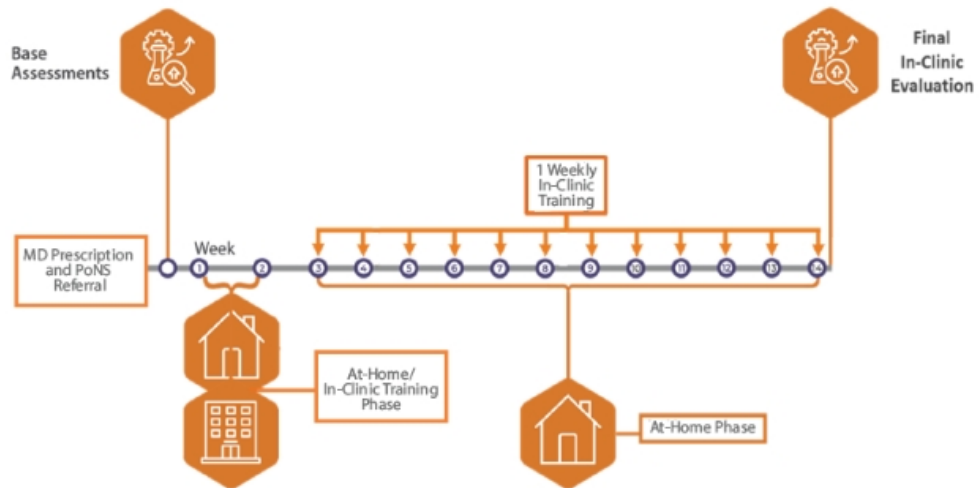 Base
Assessments
Final
In-Clinic
Evaluation
1 Weekly
In-Clinic
Training
MD Prescription
and PoNS
Referral
Week
1 2 3 4 5 6 7 8 9 10 11 12 13 14
At-Home/
In-Clinic Training
Phase
At-Home Phase